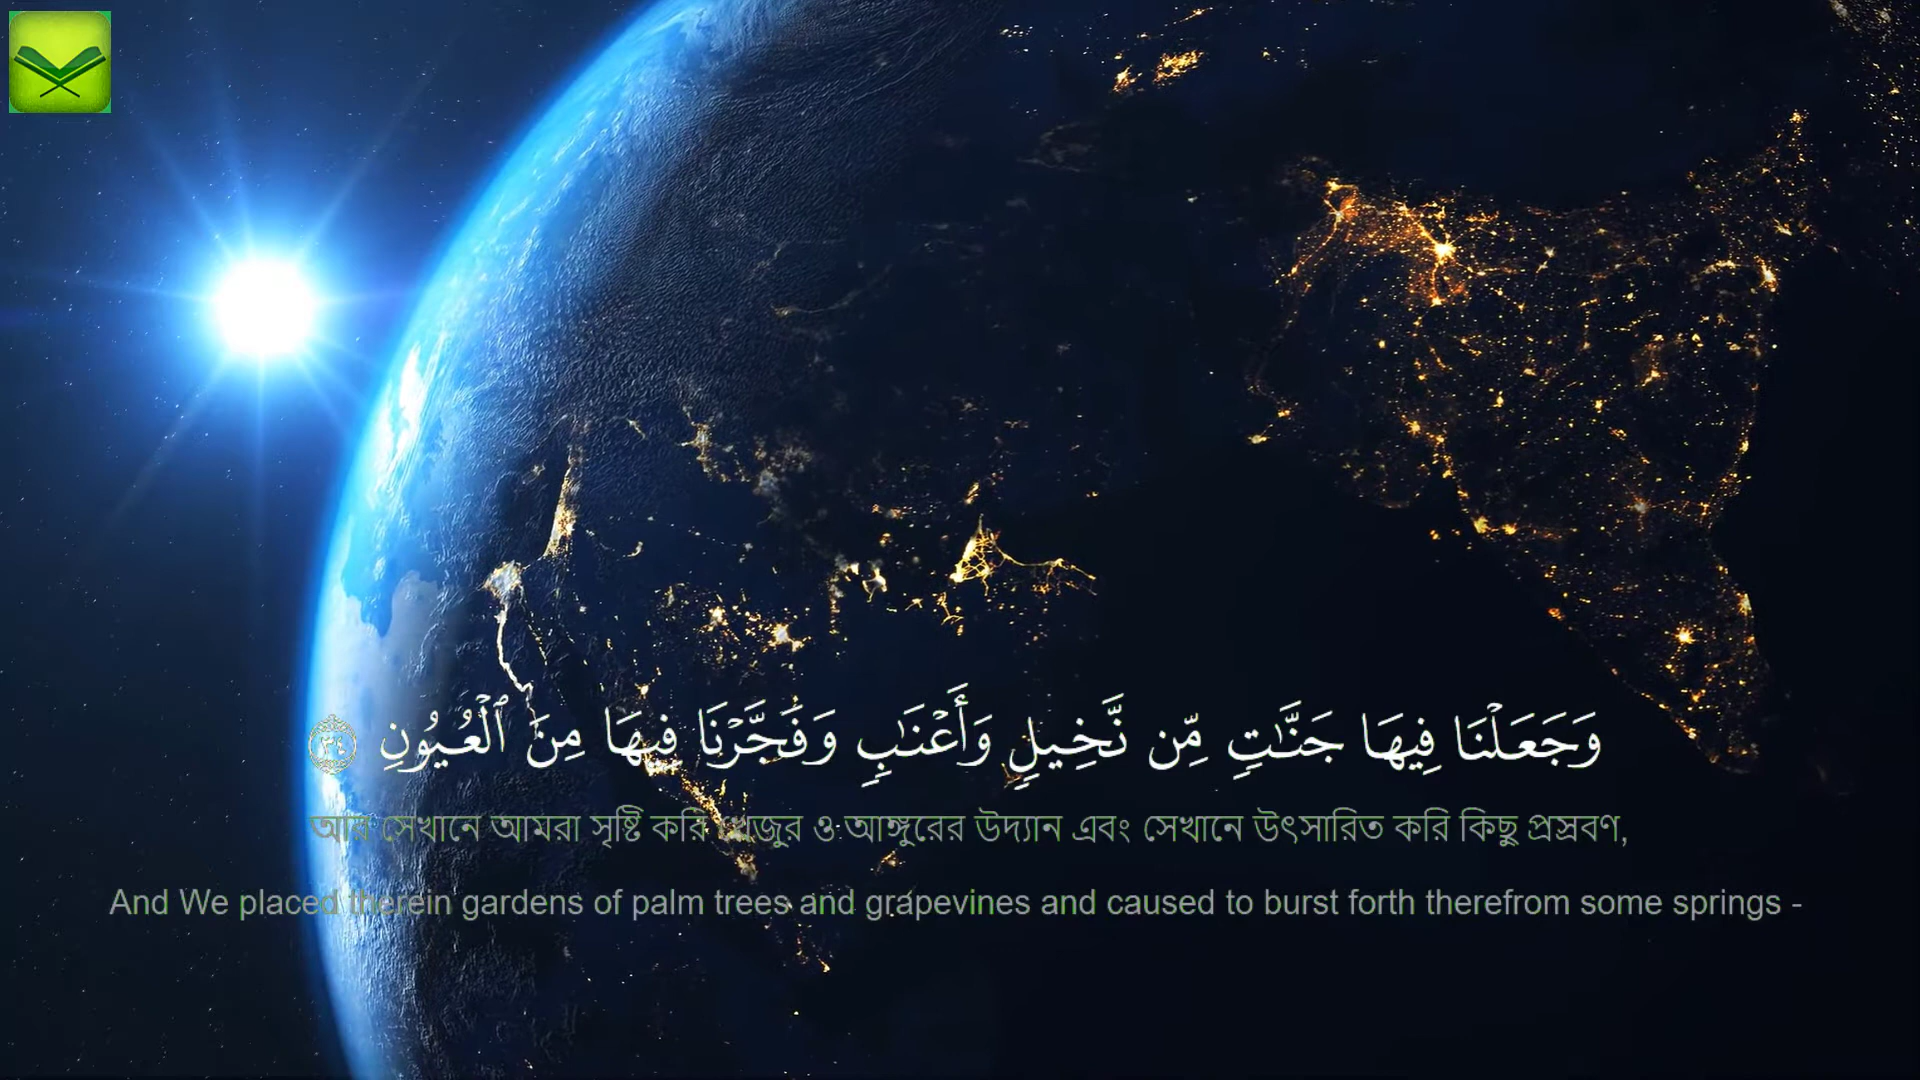 وَجَعَلْنَا فِيهَا جَنَّٰتٍ مِّن نَّخِيلٍ وَأَعْنَٰبٍ وَفَجَّرْنَا فِيهَا مِنَ ٱلْعُيُونِ ٣٤
আর সেখানে আমরা সৃষ্টি করি খেজুর ও আঙ্গুরের উদ্যান এবং সেখানে উৎসারিত করি কিছু প্রস্রবণ,
And We placed therein gardens of palm trees and grapevines and caused to burst forth therefrom some springs -